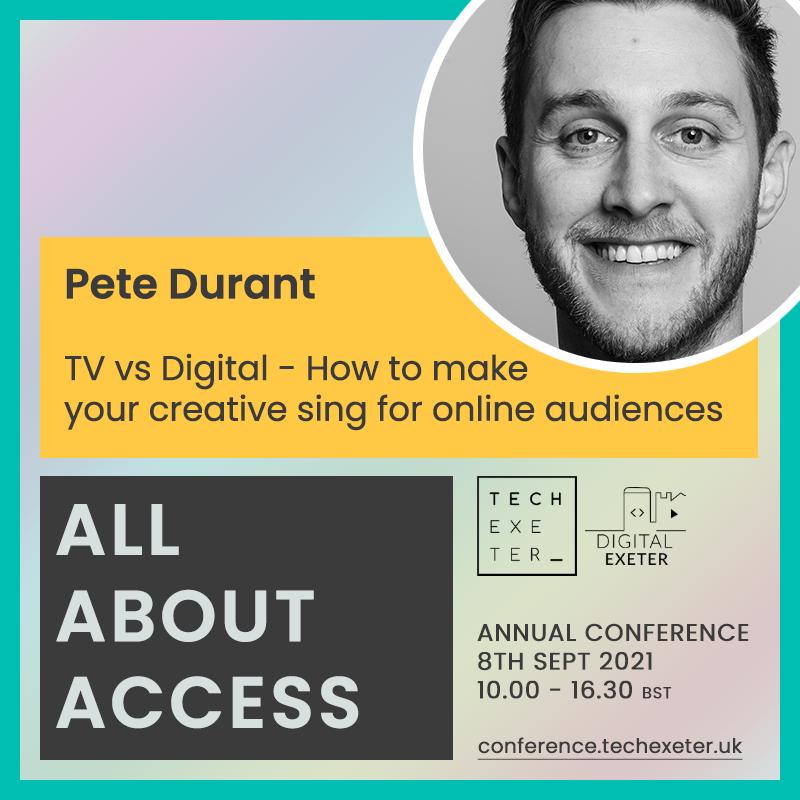 Pete Durant
TV vs Digital - How to make
your creative sing for online audiences
ALL
ABOUT
ACCESS
TECH
EXE
TER_
<>
DIGITAL
EXETER
ANNUAL CONFERENCE
8TH SEPT 2021
10.00 - 16.30 BST
conference.techexeter.uk